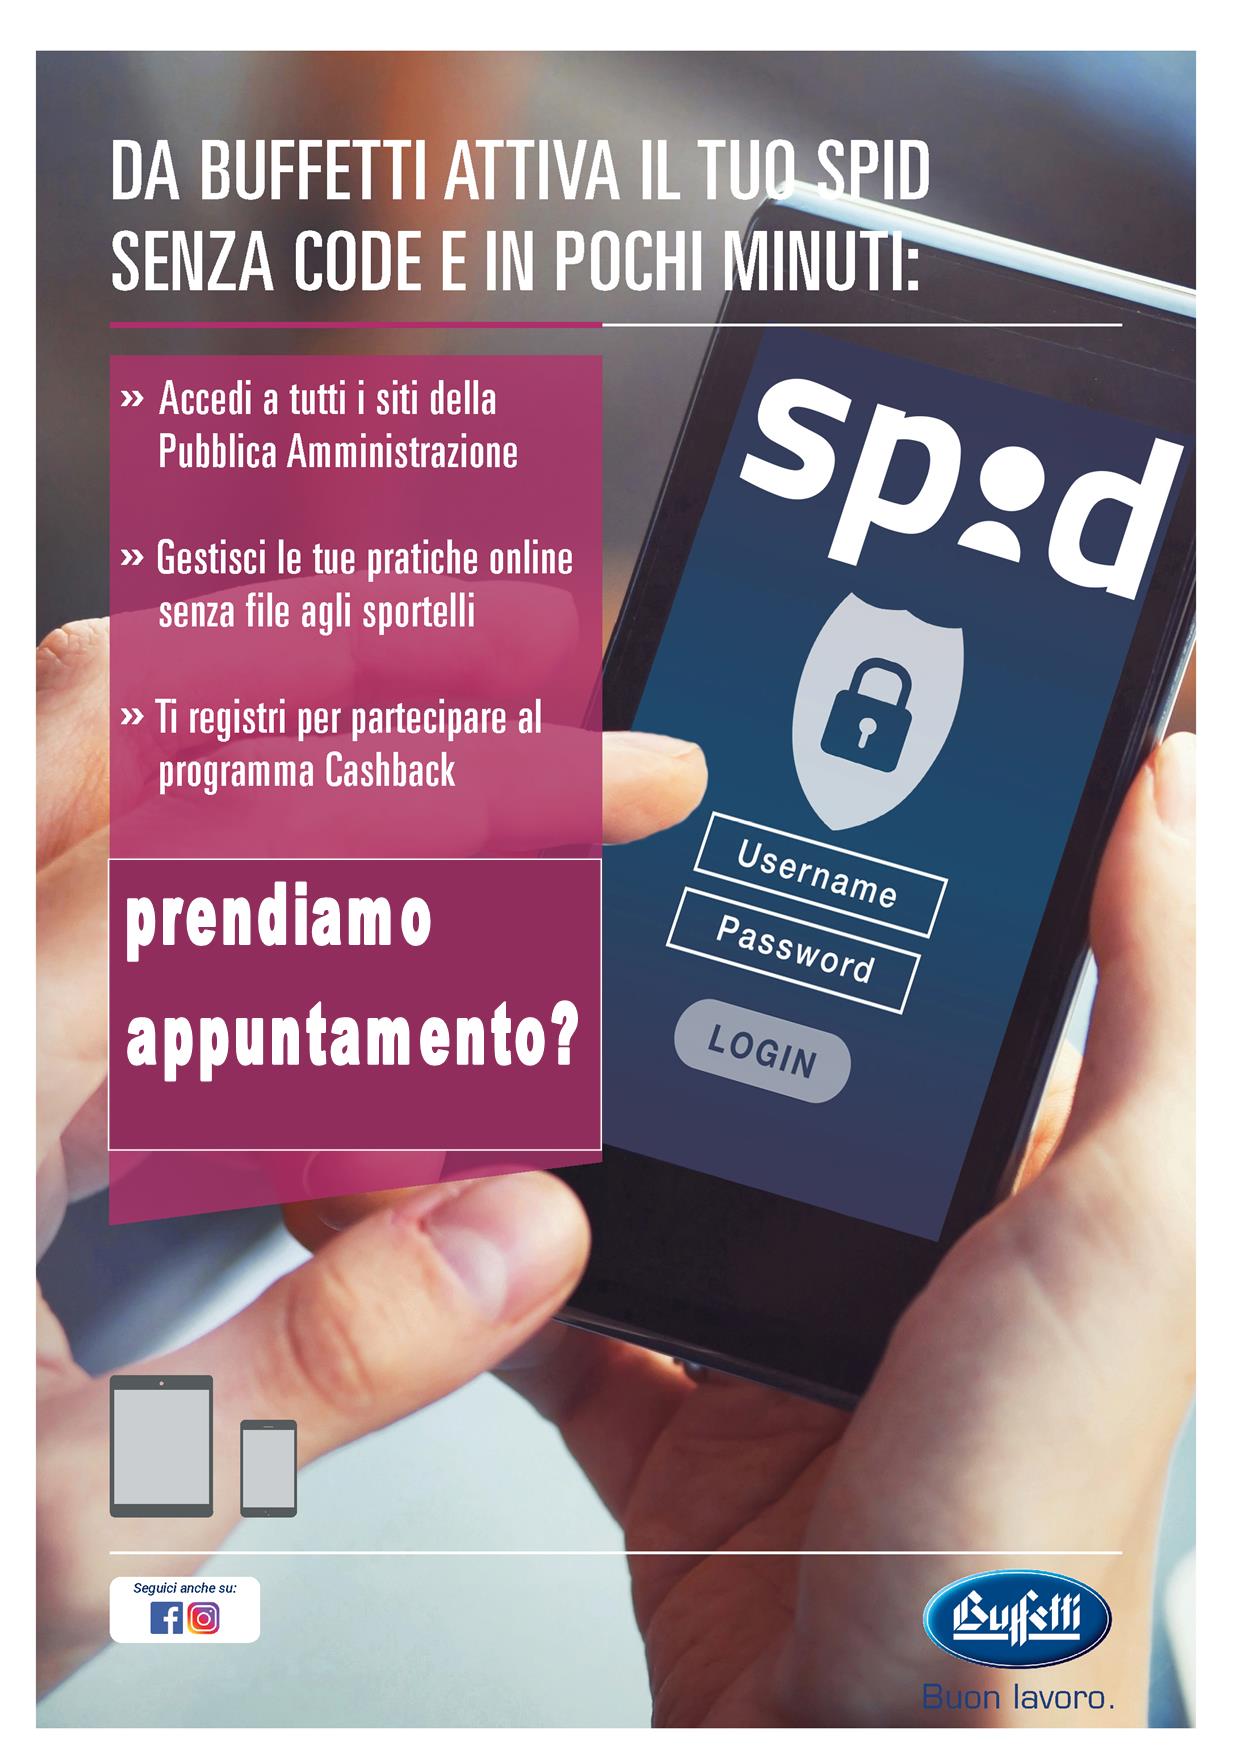 DA BUFFETTI ATTIVA IL TUO SPID
SENZA CODE E IN POCHI MINUTI:
» Accedi a tutti i siti della
Pubblica Amministrazione
» Gestisci le tue pratiche online
senza file agli sportelli
» Ti registri per partecipare al
programma Cashback
prendiamo
appuntamento?
spid
Username
Password
LOGIN
Seguici anche su:
Buffetti
Buon lavoro.